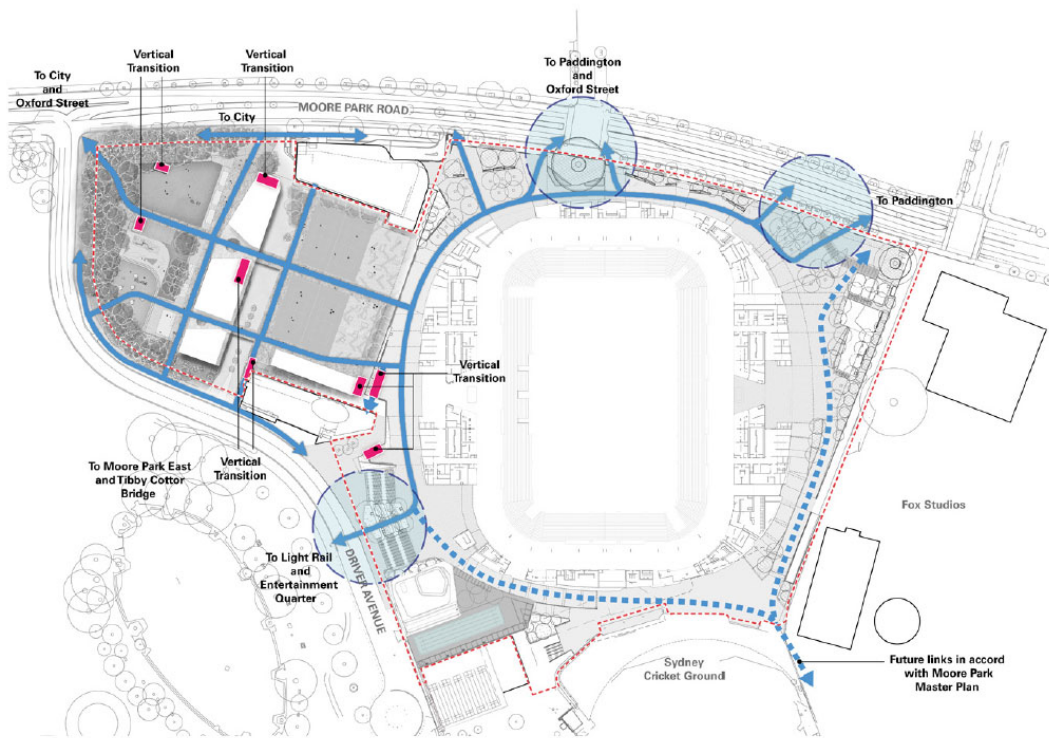 Vertical
Transition
Vertical
Transition
To Paddington
and
Oxford Street
To City
and
Oxford Street
MOORE PARK ROAD
To City
To Paddington
Vertical
Transition
To Moore Park East
and Tibby Cottor
Bridge
Vertical
Transition
Fox Studios
To Light Rail
and
Entertainment
Quarter
DRIVER AVENUE
Sydney
Cricket Ground
Future links in accord
with Moore Park
Master Plan